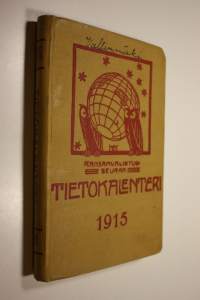 KANSANVALISTUS
SEURAN
TIETOKALENTERI
1915